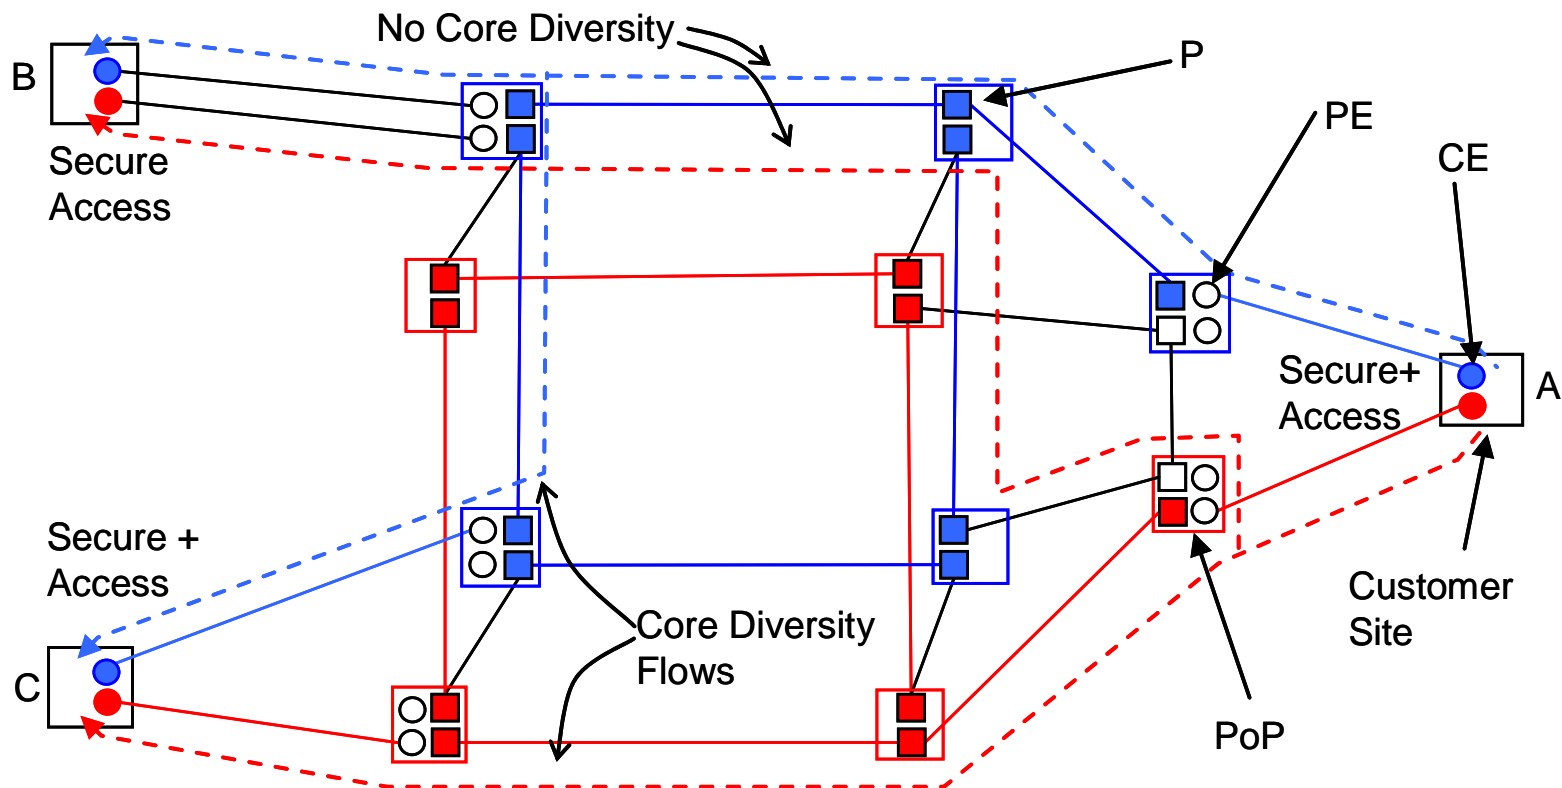 No Core Diversity
P
B
PE
CE
Secure
Access
Secure+
Access
A
Secure +
Access
Customer
Site
Core Diversity
Flows
C
PoP